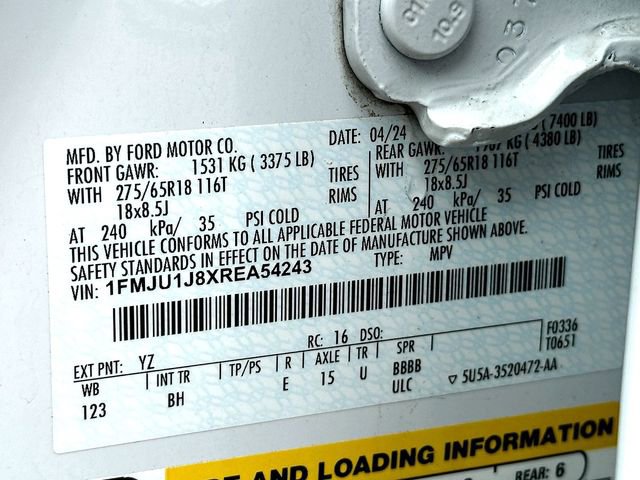 10.9
037
DATE: 04/24
7400 LB)
MFD. BY FORD MOTOR CO.
FRONT GAWR: 1531 KG ( 3375 LB)
REAR GAWR: KG ( 4380 LB)
WITH 275/65R18 116T TIRES
WITH 275/65R18 116T TIRES
18x8.5J RIMS
18x8.5J RIMS
AT 240 kPa/ 35 PSI COLD
AT 240 kPa/ 35 PSI COLD
THIS VEHICLE CONFORMS TO ALL APPLICABLE FEDERAL MOTOR VEHICLE
SAFETY STANDARDS IN EFFECT ON THE DATE OF MANUFACTURE SHOWN ABOVE.
VIN: 1FMJU1J8XREA54243 TYPE: MPV
F0336
T0651
EXT PNT: YZ RC: 16 DSO:
WB INT TR TP/PS R AXLE TR SPR
123 BH E 15 U BBBB
ULC ▽ 5U5A-3520472-AA
AND LOADING INFORMATION
REAR: 6